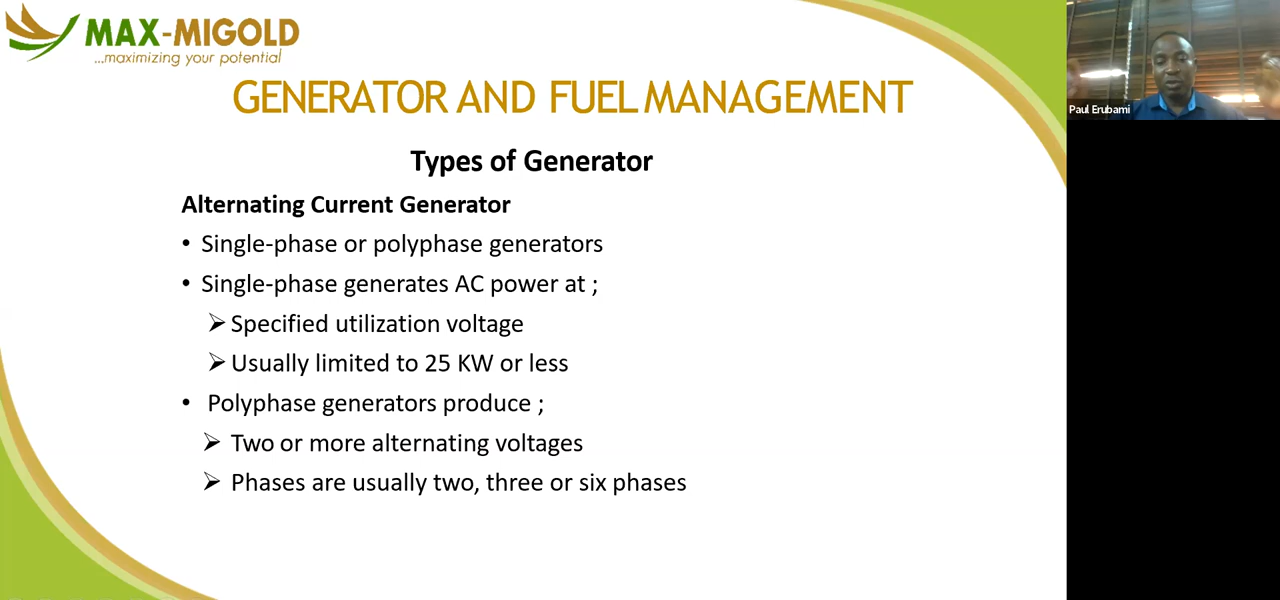 MAX-MIGOLD
...maximizing your potential
GENERATOR AND FUEL MANAGEMENT
Types of Generator
Alternating Current Generator
• Single-phase or polyphase generators
• Single-phase generates AC power at ;
➢ Specified utilization voltage
➢ Usually limited to 25 KW or less
• Polyphase generators produce ;
➢ Two or more alternating voltages
➢ Phases are usually two, three or six phases
Paul Erubami